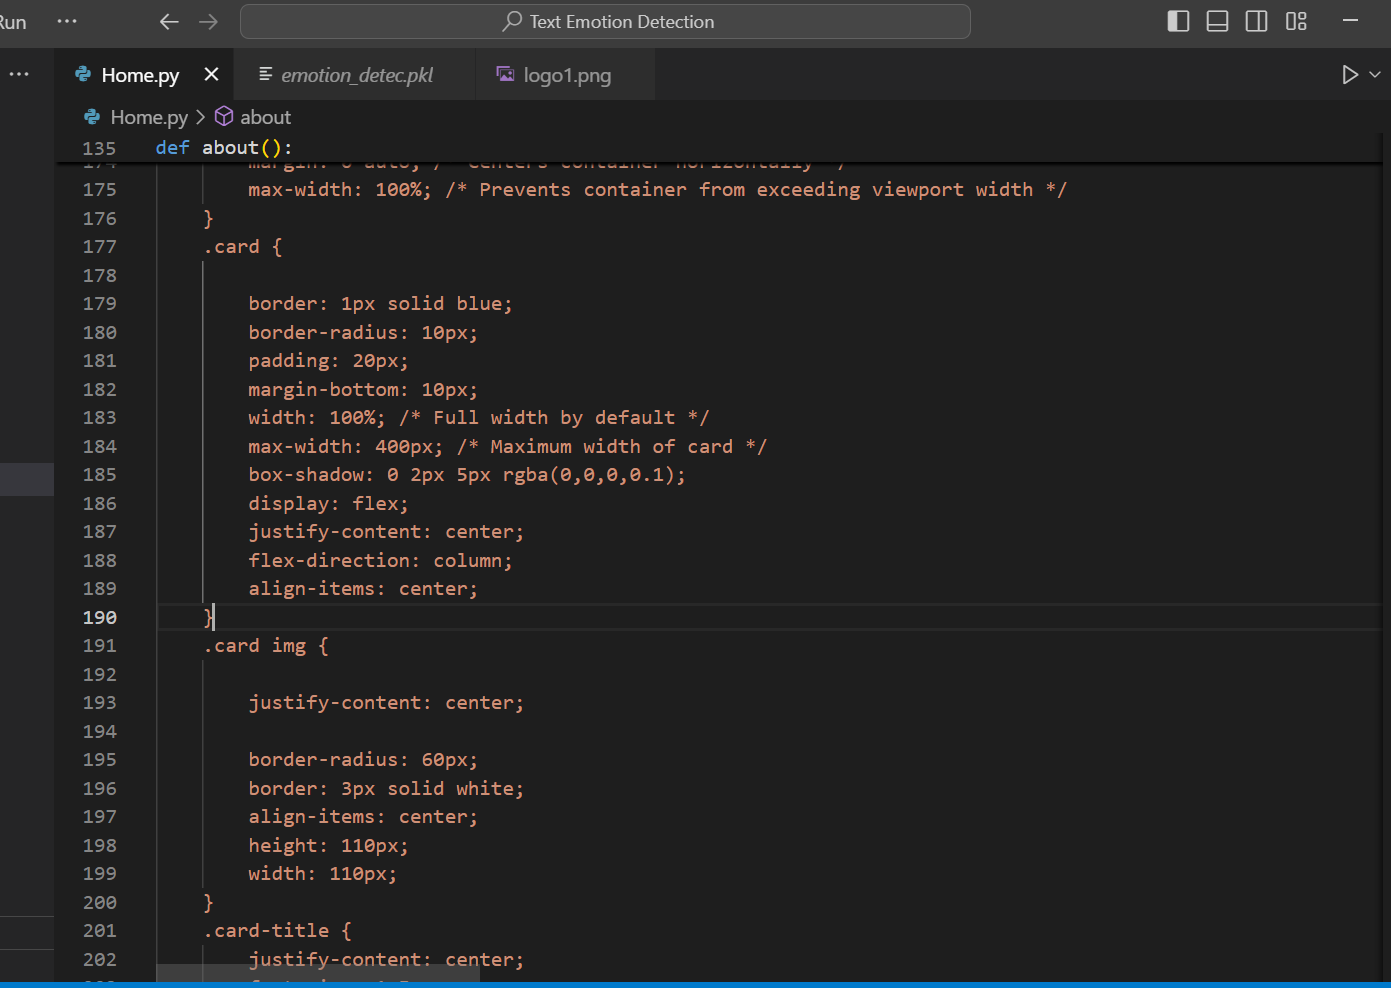 Run ··· Text Emotion Detection
··· Home.py emotion_detec.pkl logo1.png
Home.py > about
135 def about():
174 margin: 0 auto; /* Centers container horizontally */
175 max-width: 100%; /* Prevents container from exceeding viewport width */
176 }
177 .card {
178
179 border: 1px solid blue;
180 border-radius: 10px;
181 padding: 20px;
182 margin-bottom: 10px;
183 width: 100%; /* Full width by default */
184 max-width: 400px; /* Maximum width of card */
185 box-shadow: 0 2px 5px rgba(0,0,0,0.1);
186 display: flex;
187 justify-content: center;
188 flex-direction: column;
189 align-items: center;
190 }
191 .card img {
192
193 justify-content: center;
194
195 border-radius: 60px;
196 border: 3px solid white;
197 align-items: center;
198 height: 110px;
199 width: 110px;
200 }
201 .card-title {
202 justify-content: center;